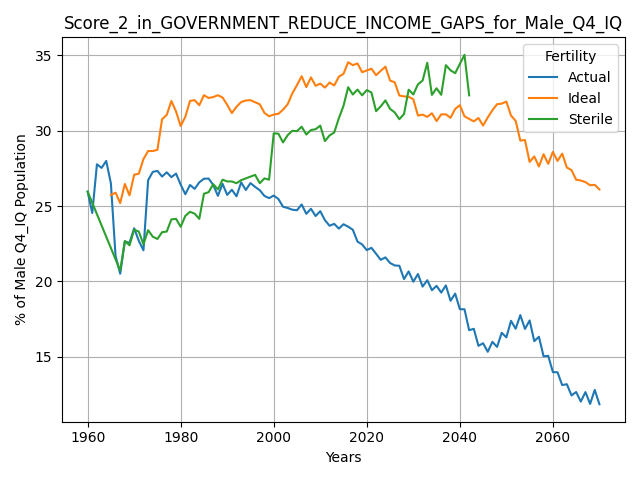 Score_2_in_GOVERNMENT_REDUCE_INCOME_GAPS_for_Male_Q4_IQ
Fertility
Actual
Ideal
Sterile
% of Male Q4_IQ Population
35
30
25
20
15
1960 1980 2000 2020 2040 2060
Years